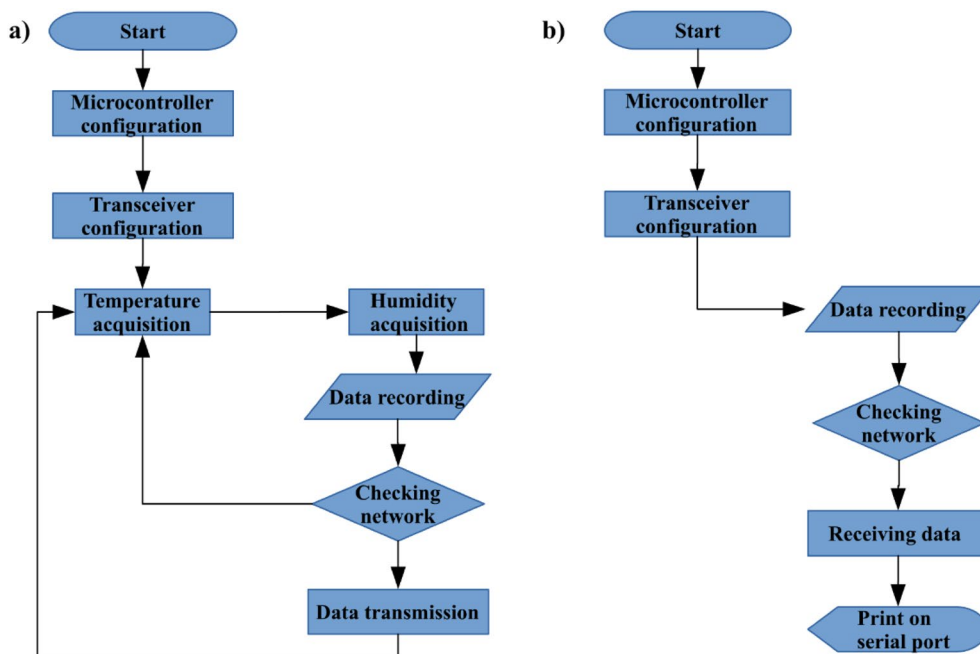 a)
Start
Microcontroller
configuration
Transceiver
configuration
Temperature
acquisition
Humidity
acquisition
Data recording
Checking
network
Data transmission
b)
Start
Microcontroller
configuration
Transceiver
configuration
Data recording
Checking
network
Receiving data
Print on
serial port